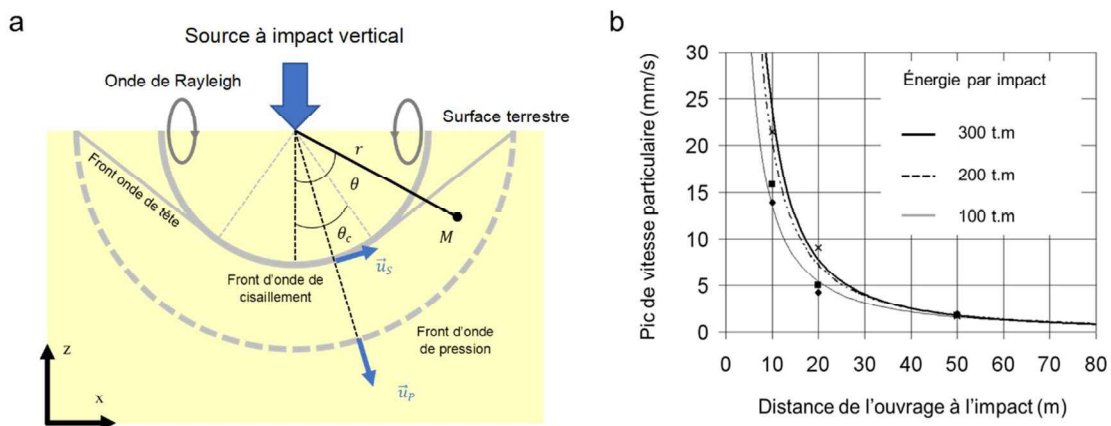 a
Source à impact vertical
Onde de Rayleigh
Surface terrestre
Front onde de tête
r
θ
θc
M
u⃗S
Front d'onde de
cisaillement
Front d'onde
de pression
u⃗P
z
x
b
Pic de vitesse particulaire (mm/s)
30
25
20
15
10
5
0
Énergie par impact
300 t.m
200 t.m
100 t.m
0 10 20 30 40 50 60 70 80
Distance de l'ouvrage à l'impact (m)